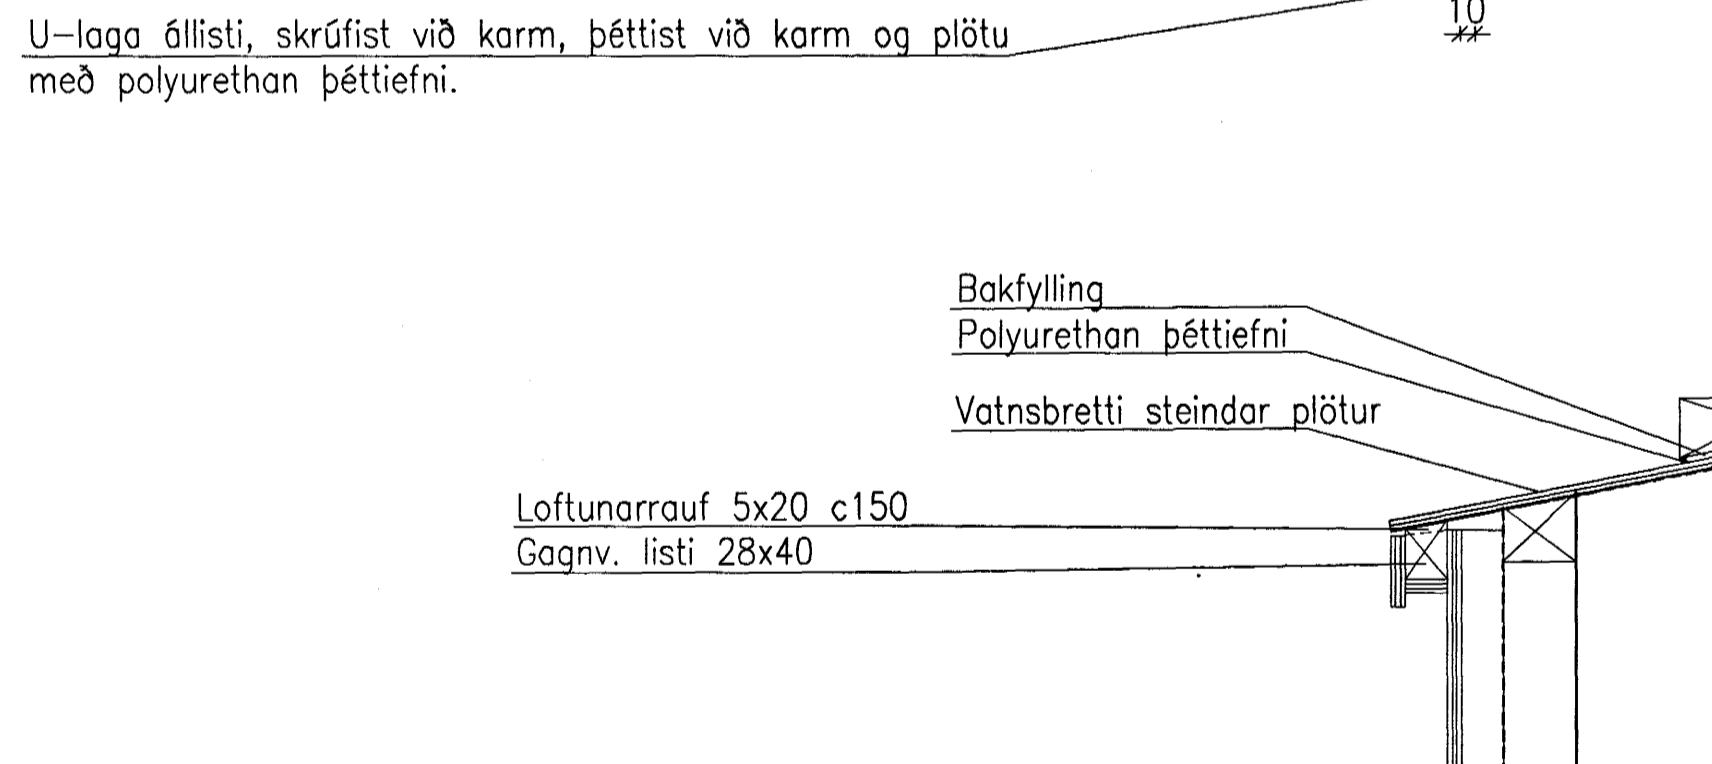 10
U-laga állisti, skrúfist við karm, þéttist við karm og plötu
með polyurethan þéttiefni.
Bakfylling
Polyurethan þéttiefni
Vatnsbretti steindar plötur
Loftunarrauf 5x20 c150
Gagnv. listi 28x40